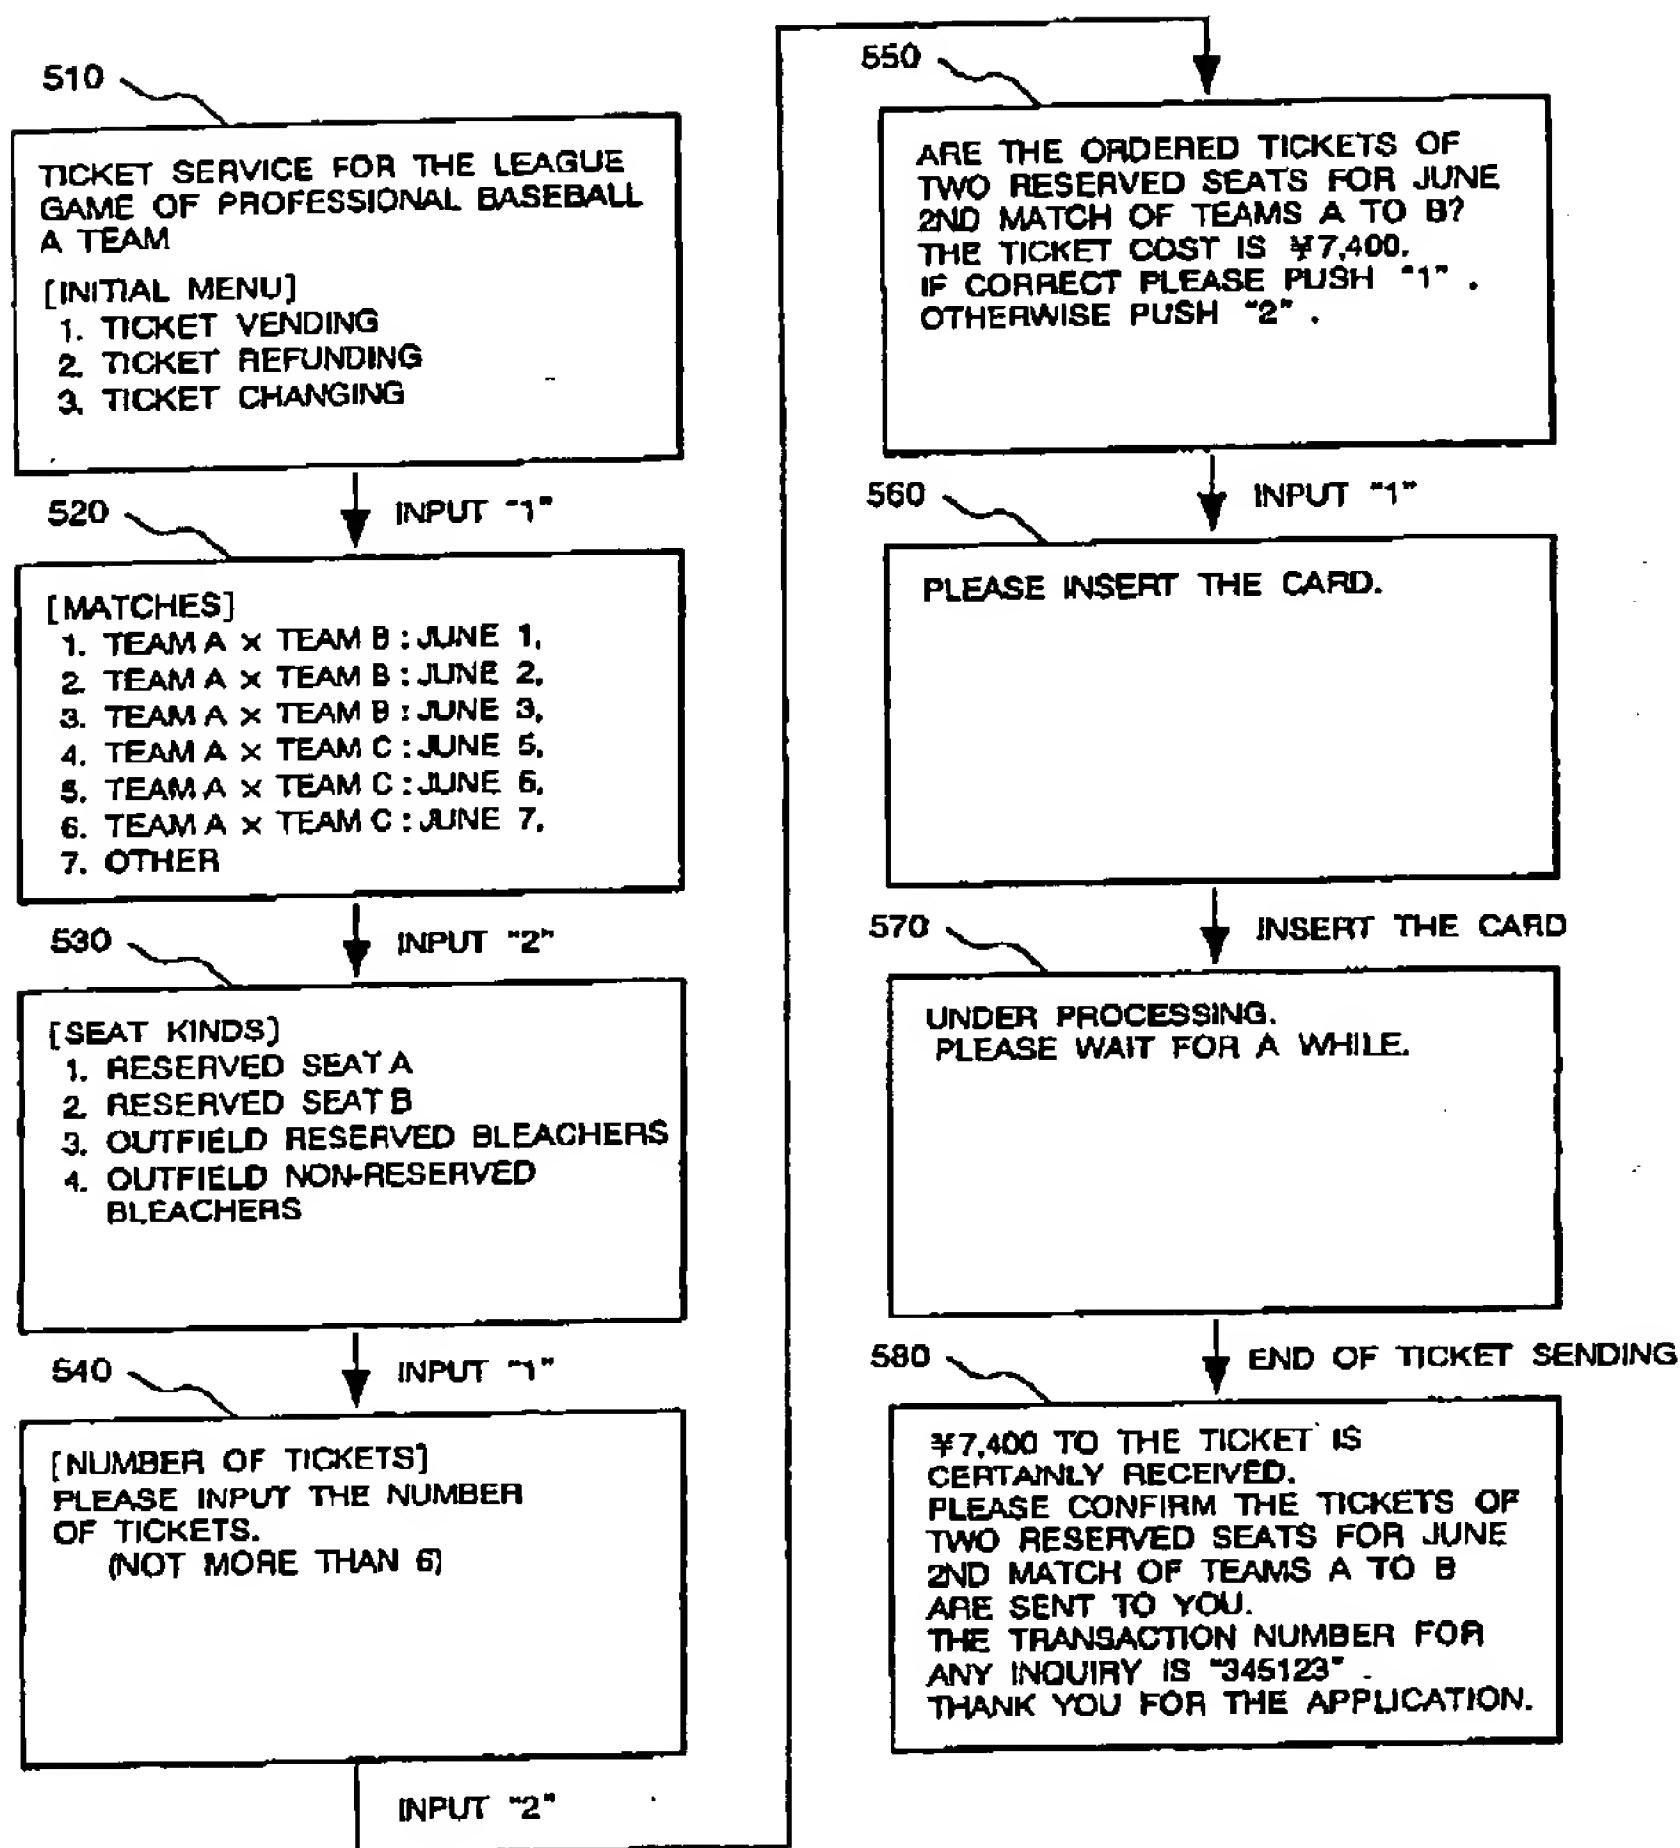 510
TICKET SERVICE FOR THE LEAGUE
GAME OF PROFESSIONAL BASEBALL
A TEAM
[INITIAL MENU]
1. TICKET VENDING
2. TICKET REFUNDING
3. TICKET CHANGING
INPUT "1"
520
[MATCHES]
1. TEAM A × TEAM B : JUNE 1,
2. TEAM A × TEAM B : JUNE 2,
3. TEAM A × TEAM B : JUNE 3,
4. TEAM A × TEAM C : JUNE 5,
5. TEAM A × TEAM C : JUNE 6,
6. TEAM A × TEAM C : JUNE 7,
7. OTHER
INPUT "2"
530
[SEAT KINDS]
1. RESERVED SEAT A
2. RESERVED SEAT B
3. OUTFIELD RESERVED BLEACHERS
4. OUTFIELD NON-RESERVED
BLEACHERS
INPUT "1"
540
[NUMBER OF TICKETS]
PLEASE INPUT THE NUMBER
OF TICKETS.
(NOT MORE THAN 6)
INPUT "2"
550
ARE THE ORDERED TICKETS OF
TWO RESERVED SEATS FOR JUNE
2ND MATCH OF TEAMS A TO B?
THE TICKET COST IS ¥7,400.
IF CORRECT PLEASE PUSH "1" .
OTHERWISE PUSH "2" .
INPUT "1"
560
PLEASE INSERT THE CARD.
INSERT THE CARD
570
UNDER PROCESSING.
PLEASE WAIT FOR A WHILE.
END OF TICKET SENDING
580
¥7,400 TO THE TICKET IS
CERTAINLY RECEIVED.
PLEASE CONFIRM THE TICKETS OF
TWO RESERVED SEATS FOR JUNE
2ND MATCH OF TEAMS A TO B
ARE SENT TO YOU.
THE TRANSACTION NUMBER FOR
ANY INQUIRY IS "345123" .
THANK YOU FOR THE APPLICATION.